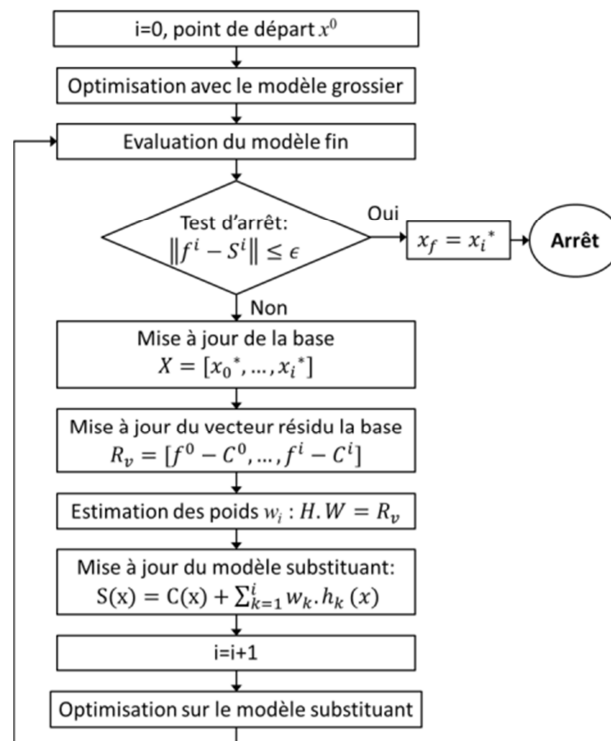 i=0, point de départ x⁰
Optimisation avec le modèle grossier
Evaluation du modèle fin
Test d’arrêt:
‖fⁱ − Sⁱ‖ ≤ ϵ
Oui
x_f = x_i*
Arrêt
Non
Mise à jour de la base
X = [x₀*, …, x_i*]
Mise à jour du vecteur résidu la base
R_v = [f⁰ − C⁰, …, fⁱ − Cⁱ]
Estimation des poids w_i : H.W = R_v
Mise à jour du modèle substituant:
S(x) = C(x) + ∑ⁱₖ₌₁ wₖ.hₖ (x)
i=i+1
Optimisation sur le modèle substituant